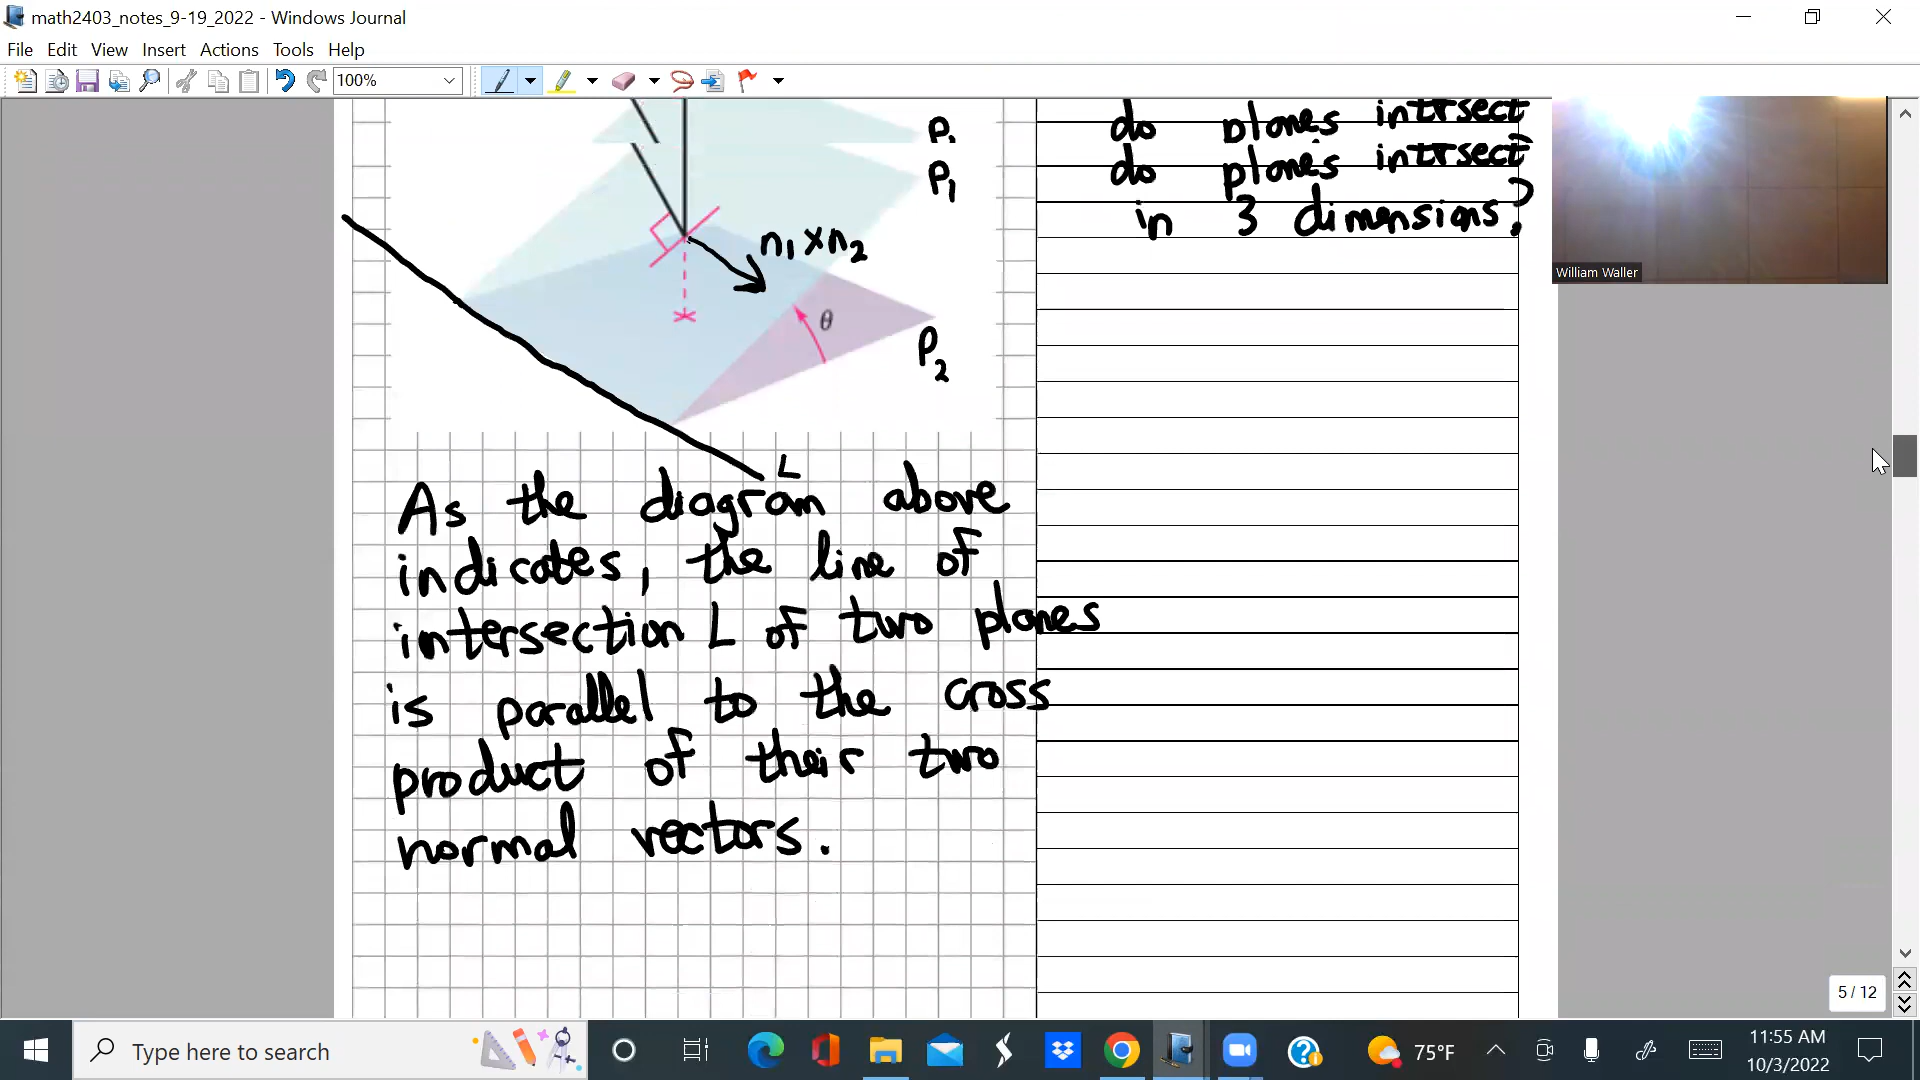 math2403_notes_9-19_2022 - Windows Journal
File Edit View Insert Actions Tools Help
100%
P1
P1
n1 × n2
θ
P2
L
do planes intrsect
do planes intrsect
in 3 dimensions?
William Waller
As the diagram above
indicates, the line of
intersection L of two planes
is parallel to the cross
product of their two
normal vectors.
5 / 12
Type here to search
75°F
11:55 AM
10/3/2022